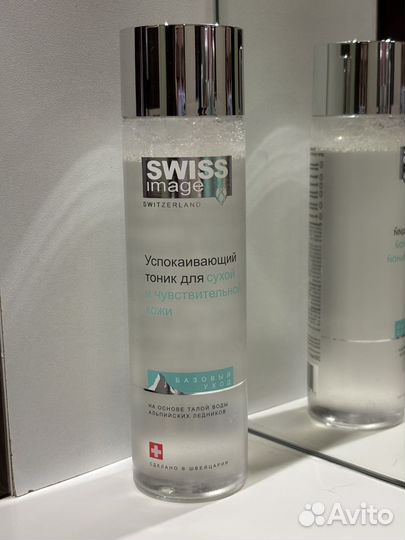 SWISS
image
SWITZERLAND
Успокаивающий
тоник для сухой
и чувствительной
кожи
БАЗОВЫЙ
УХОД
НА ОСНОВЕ ТАЛОЙ ВОДЫ
АЛЬПИЙСКИХ ЛЕДНИКОВ
СДЕЛАНО В ШВЕЙЦАРИИ
Avito